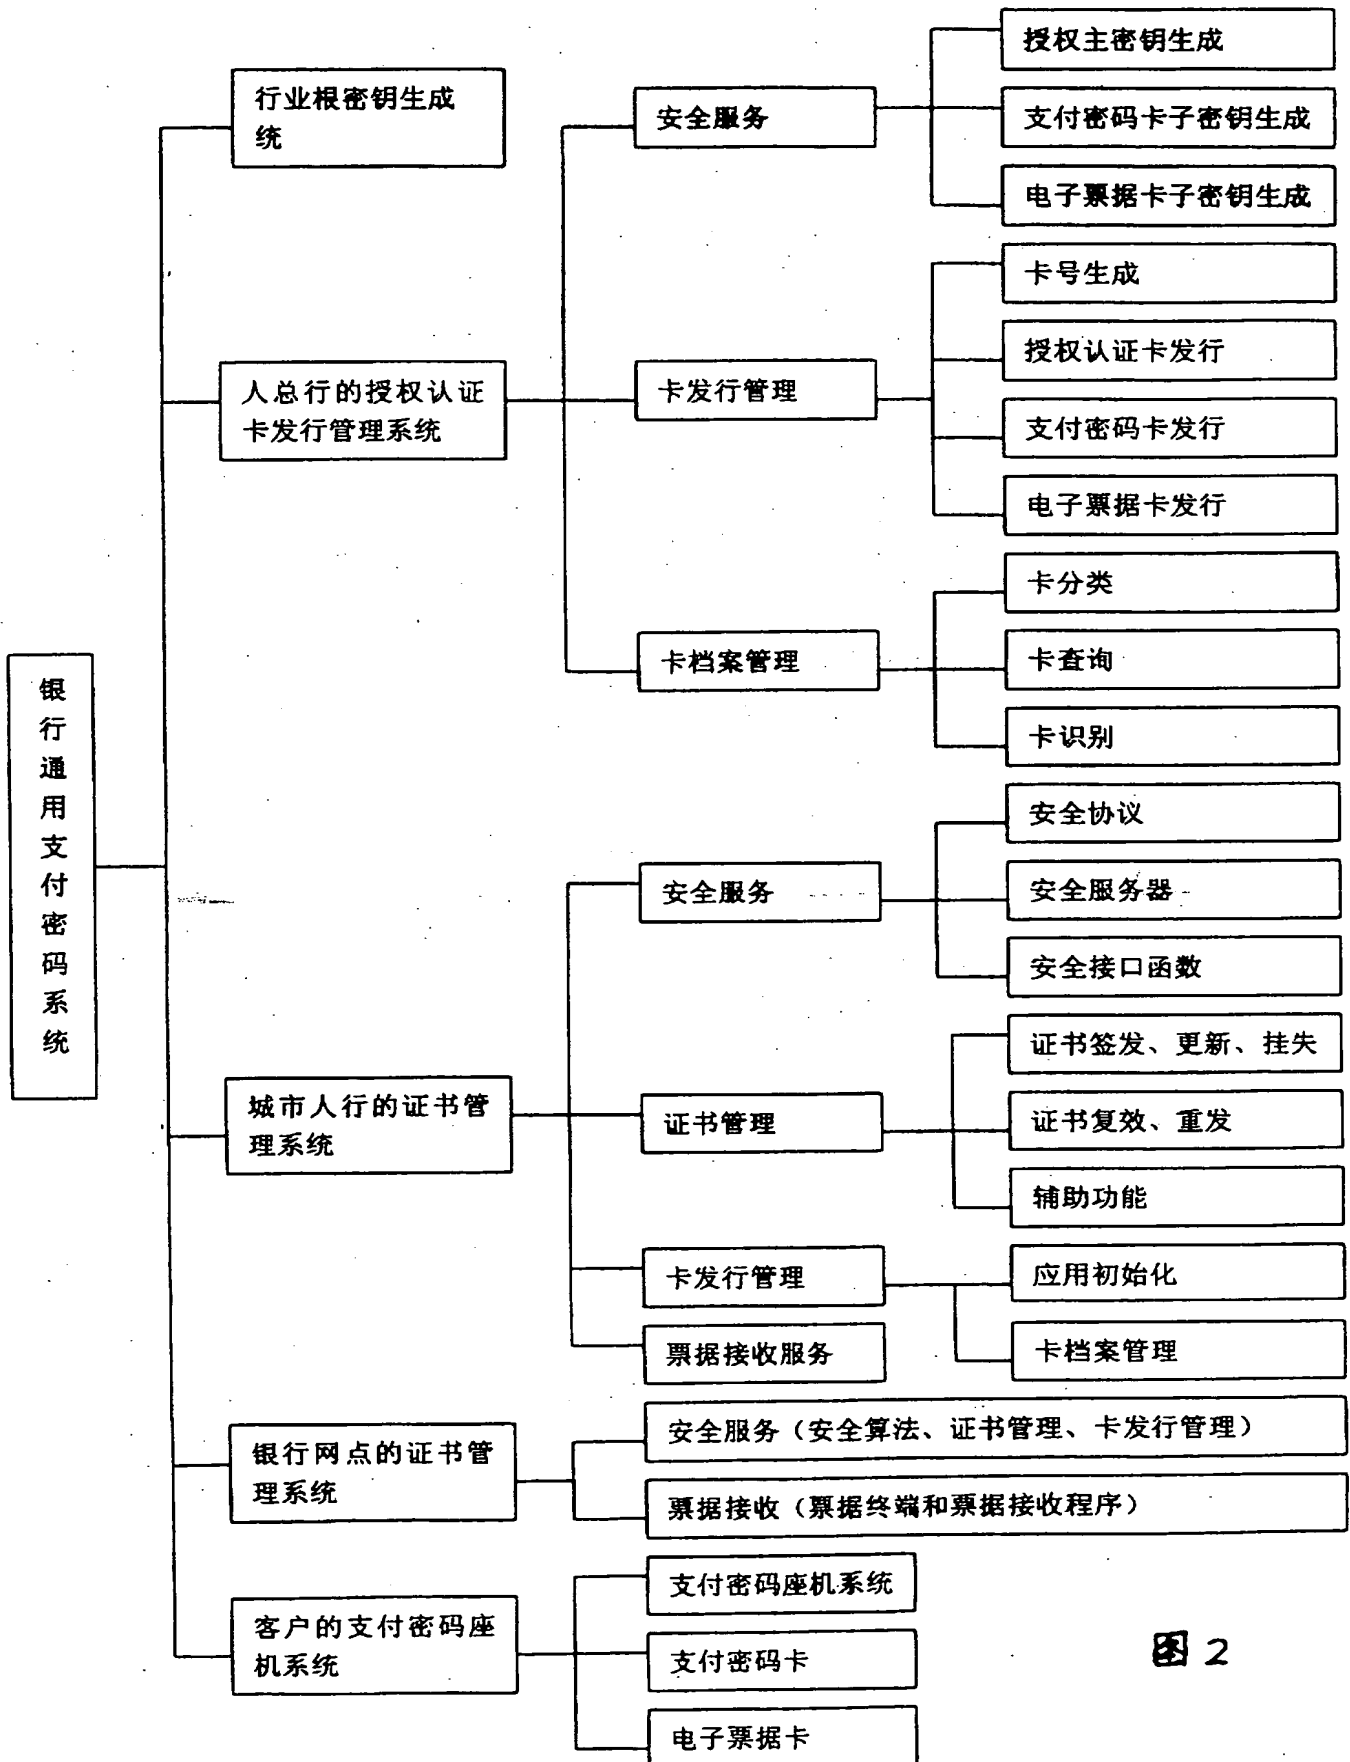 银行通用支付密码系统
行业根密钥生成
统
人总行的授权认证
卡发行管理系统
安全服务
授权主密钥生成
支付密码卡子密钥生成
电子票据卡子密钥生成
卡发行管理
卡号生成
授权认证卡发行
支付密码卡发行
电子票据卡发行
卡档案管理
卡分类
卡查询
卡识别
城市人行的证书管
理系统
安全服务
安全协议
安全服务器
安全接口函数
证书管理
证书签发、更新、挂失
证书复效、重发
辅助功能
卡发行管理
应用初始化
卡档案管理
票据接收服务
银行网点的证书管
理系统
安全服务（安全算法、证书管理、卡发行管理）
票据接收（票据终端和票据接收程序）
客户的支付密码座
机系统
支付密码座机系统
支付密码卡
电子票据卡
图 2